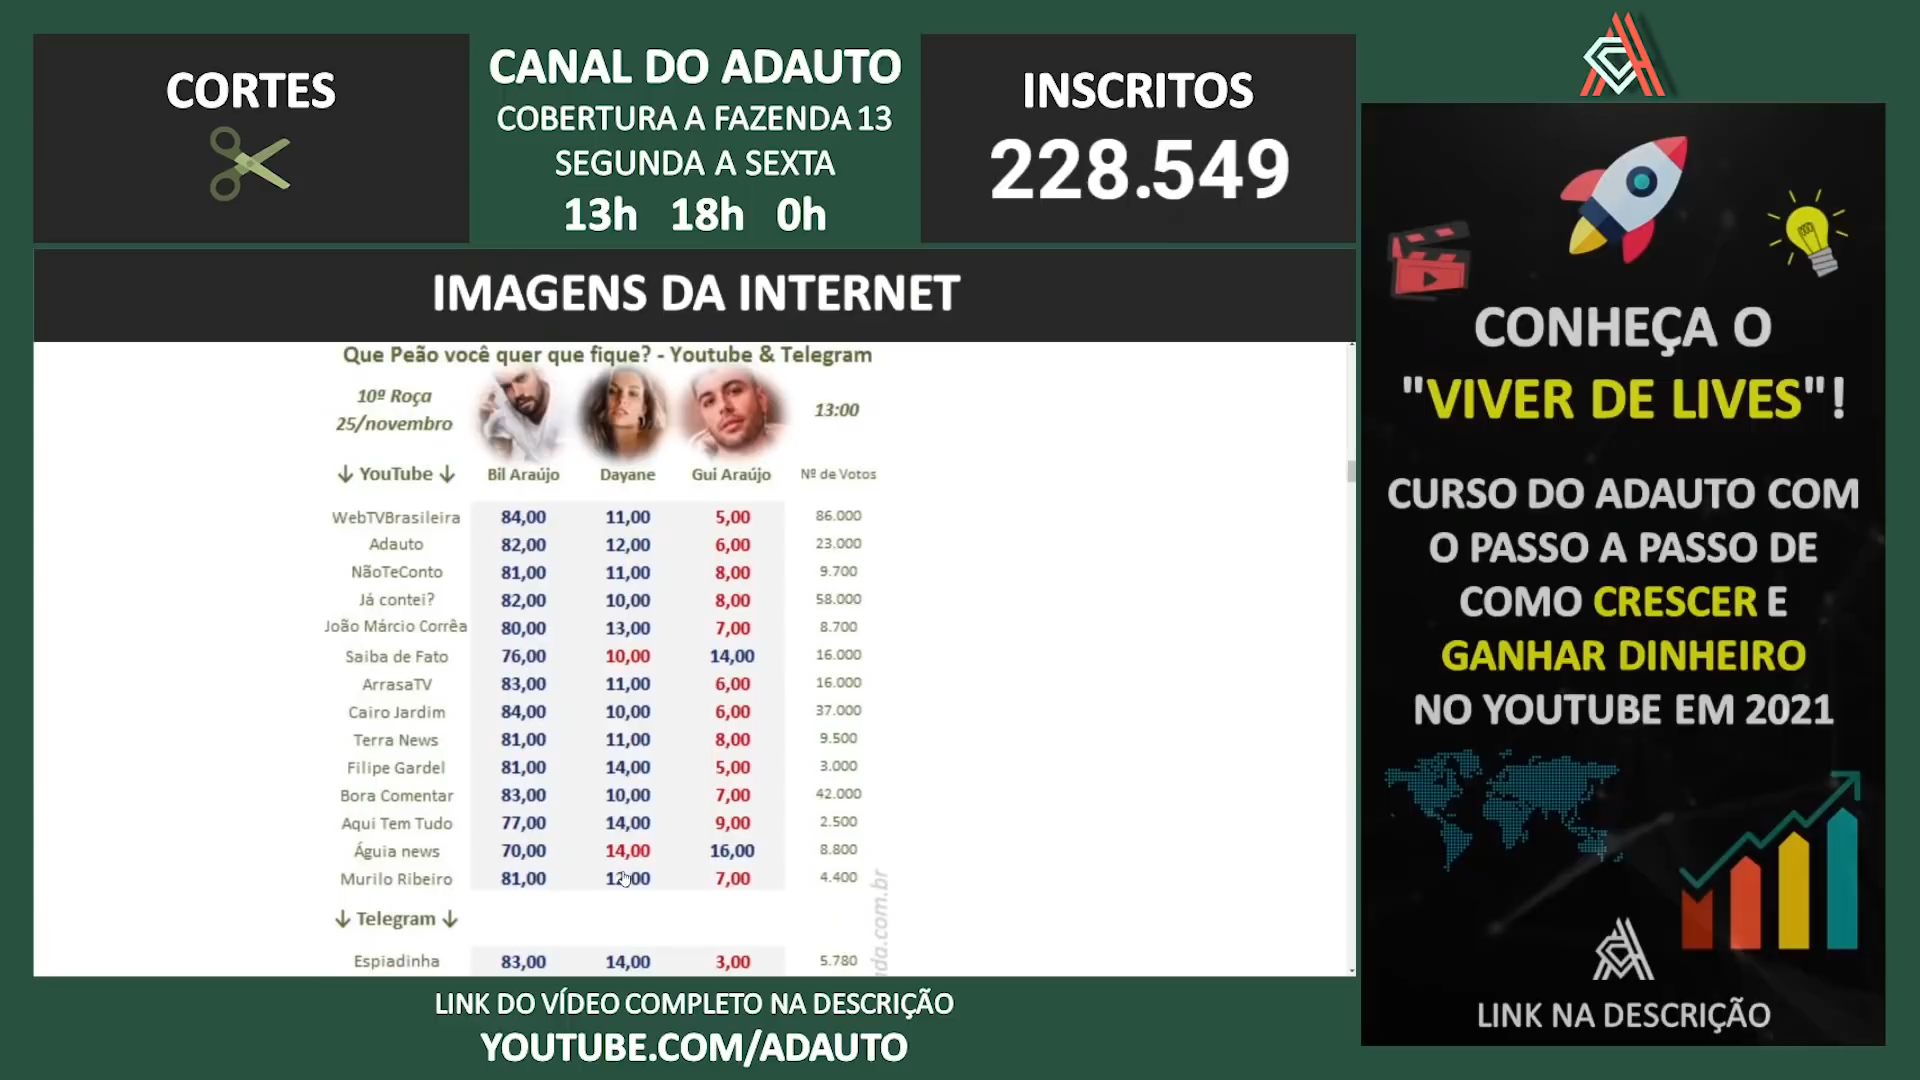 CORTES
CANAL DO ADAUTO
COBERTURA A FAZENDA 13
SEGUNDA A SEXTA
13h 18h 0h
INSCRITOS
228.549
IMAGENS DA INTERNET
Que Peão você quer que fique? - Youtube & Telegram
10ª Roça
25/novembro
13:00
↓ YouTube ↓ Bil Araújo Dayane Gui Araújo Nº de Votos
WebTVBrasileira 84,00 11,00 5,00 86.000
Adauto 82,00 12,00 6,00 23.000
NãoTeConto 81,00 11,00 8,00 9.700
Já contei? 82,00 10,00 8,00 58.000
João Márcio Corrêa 80,00 13,00 7,00 8.700
Saiba de Fato 76,00 10,00 14,00 16.000
ArrasaTV 83,00 11,00 6,00 16.000
Cairo Jardim 84,00 10,00 6,00 37.000
Terra News 81,00 11,00 8,00 9.500
Filipe Gardel 81,00 14,00 5,00 3.000
Bora Comentar 83,00 10,00 7,00 42.000
Aqui Tem Tudo 77,00 14,00 9,00 2.500
Águia news 70,00 14,00 16,00 8.800
Murilo Ribeiro 81,00 7,00 4.400
↓ Telegram ↓
Espiadinha 83,00 14,00 3,00 5.780
LINK DO VÍDEO COMPLETO NA DESCRIÇÃO
YOUTUBE.COM/ADAUTO
CONHEÇA O
"VIVER DE LIVES"!
CURSO DO ADAUTO COM
O PASSO A PASSO DE
COMO CRESCER E
GANHAR DINHEIRO
NO YOUTUBE EM 2021
LINK NA DESCRIÇÃO